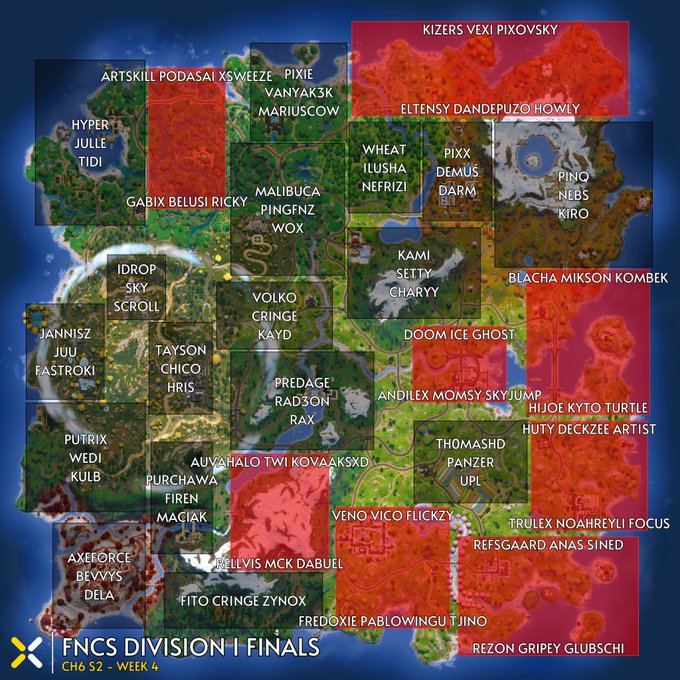 KIZERS VEXI PIXOVSKY
ARTSKILL PODASAI XSWEEZE
PIXIE
VANYAK3K
MARIUSCOW
ELTENSY DANDEPUZO HOWLY
HYPER
JULLE
TIDI
WHEAT
ILUSHA
NEFRIZI
PIXX
DEMUŚ
DARM
PINQ
NEBS
KIRO
GABIX BELUSI RICKY
MALIBUCA
PINGFNZ
WOX
KAMI
SETTY
CHARYY
IDROP
SKY
SCROLL
BLACHA MIKSON KOMBEK
VOLKO
CRINGE
KAYD
JANNISZ
JUU
FASTROKI
TAYSON
CHICO
HRIS
DOOM ICE GHOST
PREDAGE
RAD3ON
RAX
ANDILEX MOMSY SKYJUMP
HIJOE KYTO TURTLE
HUTY DECKZEE ARTIST
PUTRIX
WEDI
KULB
TH0MASHD
PANZER
UPL
AUVAHALO TWI KOVAAKSXD
PURCHAWA
FIREN
MACIAK
VENO VICO FLICKZY
TRULEX NOAHREYLI FOCUS
REFSGAARD ANAS SINED
AXEFORCE
BEVVYS
DELA
RELLVIS MCK DABUEL
FITO CRINGE ZYNOX
FREDOXIE PABLOWINGU TJINO
REZON GRIPEY GLUBSCHI
FNCS DIVISION 1 FINALS
CH6 S2 - WEEK 4